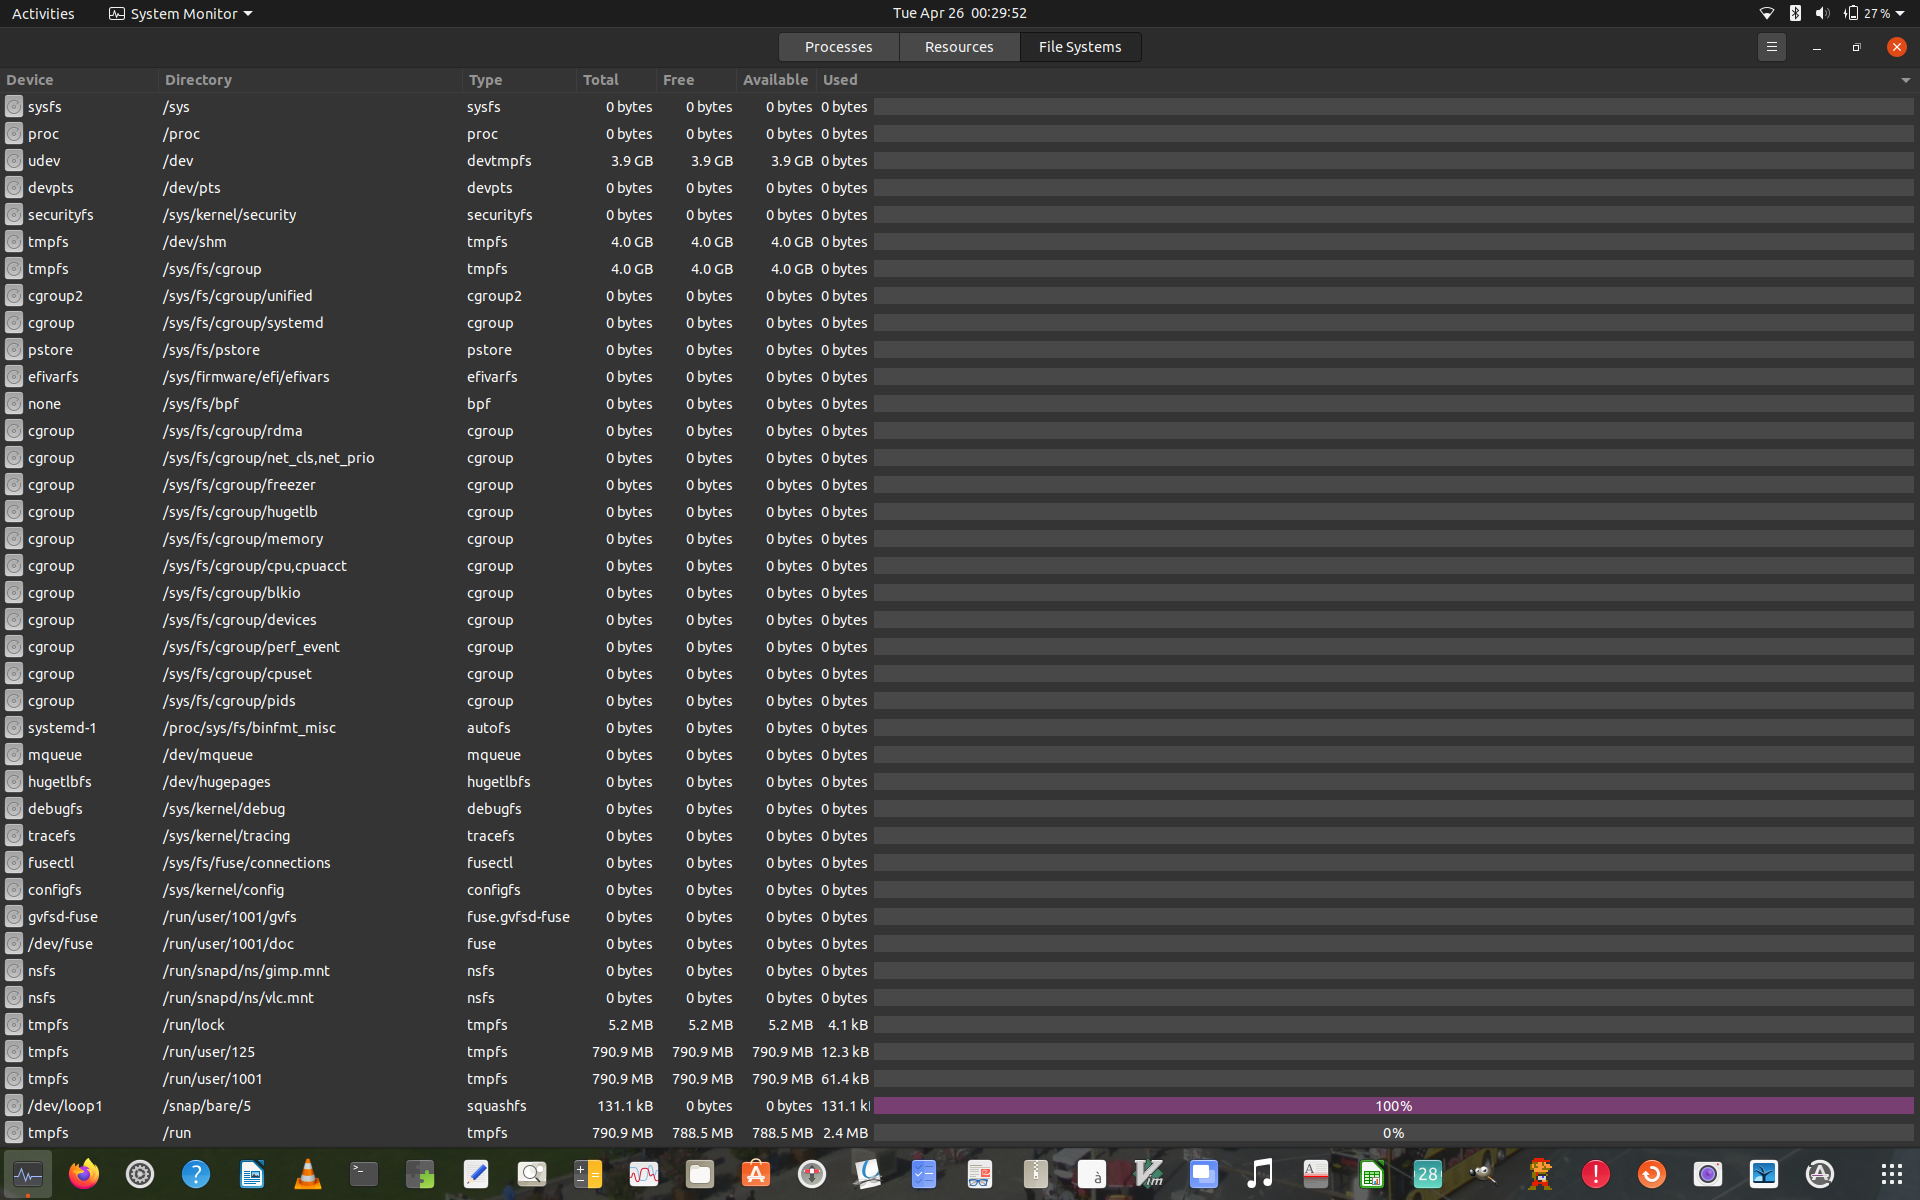 Activities System Monitor Tue Apr 26 00:29:52 27%
Processes Resources File Systems
Device Directory Type Total Free Available Used
sysfs /sys sysfs 0 bytes 0 bytes 0 bytes 0 bytes
proc /proc proc 0 bytes 0 bytes 0 bytes 0 bytes
udev /dev devtmpfs 3.9 GB 3.9 GB 3.9 GB 0 bytes
devpts /dev/pts devpts 0 bytes 0 bytes 0 bytes 0 bytes
securityfs /sys/kernel/security securityfs 0 bytes 0 bytes 0 bytes 0 bytes
tmpfs /dev/shm tmpfs 4.0 GB 4.0 GB 4.0 GB 0 bytes
tmpfs /sys/fs/cgroup tmpfs 4.0 GB 4.0 GB 4.0 GB 0 bytes
cgroup2 /sys/fs/cgroup/unified cgroup2 0 bytes 0 bytes 0 bytes 0 bytes
cgroup /sys/fs/cgroup/systemd cgroup 0 bytes 0 bytes 0 bytes 0 bytes
pstore /sys/fs/pstore pstore 0 bytes 0 bytes 0 bytes 0 bytes
efivarfs /sys/firmware/efi/efivars efivarfs 0 bytes 0 bytes 0 bytes 0 bytes
none /sys/fs/bpf bpf 0 bytes 0 bytes 0 bytes 0 bytes
cgroup /sys/fs/cgroup/rdma cgroup 0 bytes 0 bytes 0 bytes 0 bytes
cgroup /sys/fs/cgroup/net_cls,net_prio cgroup 0 bytes 0 bytes 0 bytes 0 bytes
cgroup /sys/fs/cgroup/freezer cgroup 0 bytes 0 bytes 0 bytes 0 bytes
cgroup /sys/fs/cgroup/hugetlb cgroup 0 bytes 0 bytes 0 bytes 0 bytes
cgroup /sys/fs/cgroup/memory cgroup 0 bytes 0 bytes 0 bytes 0 bytes
cgroup /sys/fs/cgroup/cpu,cpuacct cgroup 0 bytes 0 bytes 0 bytes 0 bytes
cgroup /sys/fs/cgroup/blkio cgroup 0 bytes 0 bytes 0 bytes 0 bytes
cgroup /sys/fs/cgroup/devices cgroup 0 bytes 0 bytes 0 bytes 0 bytes
cgroup /sys/fs/cgroup/perf_event cgroup 0 bytes 0 bytes 0 bytes 0 bytes
cgroup /sys/fs/cgroup/cpuset cgroup 0 bytes 0 bytes 0 bytes 0 bytes
cgroup /sys/fs/cgroup/pids cgroup 0 bytes 0 bytes 0 bytes 0 bytes
systemd-1 /proc/sys/fs/binfmt_misc autofs 0 bytes 0 bytes 0 bytes 0 bytes
mqueue /dev/mqueue mqueue 0 bytes 0 bytes 0 bytes 0 bytes
hugetlbfs /dev/hugepages hugetlbfs 0 bytes 0 bytes 0 bytes 0 bytes
debugfs /sys/kernel/debug debugfs 0 bytes 0 bytes 0 bytes 0 bytes
tracefs /sys/kernel/tracing tracefs 0 bytes 0 bytes 0 bytes 0 bytes
fusectl /sys/fs/fuse/connections fusectl 0 bytes 0 bytes 0 bytes 0 bytes
configfs /sys/kernel/config configfs 0 bytes 0 bytes 0 bytes 0 bytes
gvfsd-fuse /run/user/1001/gvfs fuse.gvfsd-fuse 0 bytes 0 bytes 0 bytes 0 bytes
/dev/fuse /run/user/1001/doc fuse 0 bytes 0 bytes 0 bytes 0 bytes
nsfs /run/snapd/ns/gimp.mnt nsfs 0 bytes 0 bytes 0 bytes 0 bytes
nsfs /run/snapd/ns/vlc.mnt nsfs 0 bytes 0 bytes 0 bytes 0 bytes
tmpfs /run/lock tmpfs 5.2 MB 5.2 MB 5.2 MB 4.1 kB
tmpfs /run/user/125 tmpfs 790.9 MB 790.9 MB 790.9 MB 12.3 kB
tmpfs /run/user/1001 tmpfs 790.9 MB 790.9 MB 790.9 MB 61.4 kB
/dev/loop1 /snap/bare/5 squashfs 131.1 kB 0 bytes 0 bytes 131.1 k 100%
tmpfs /run tmpfs 790.9 MB 788.5 MB 788.5 MB 2.4 MB 0%
28